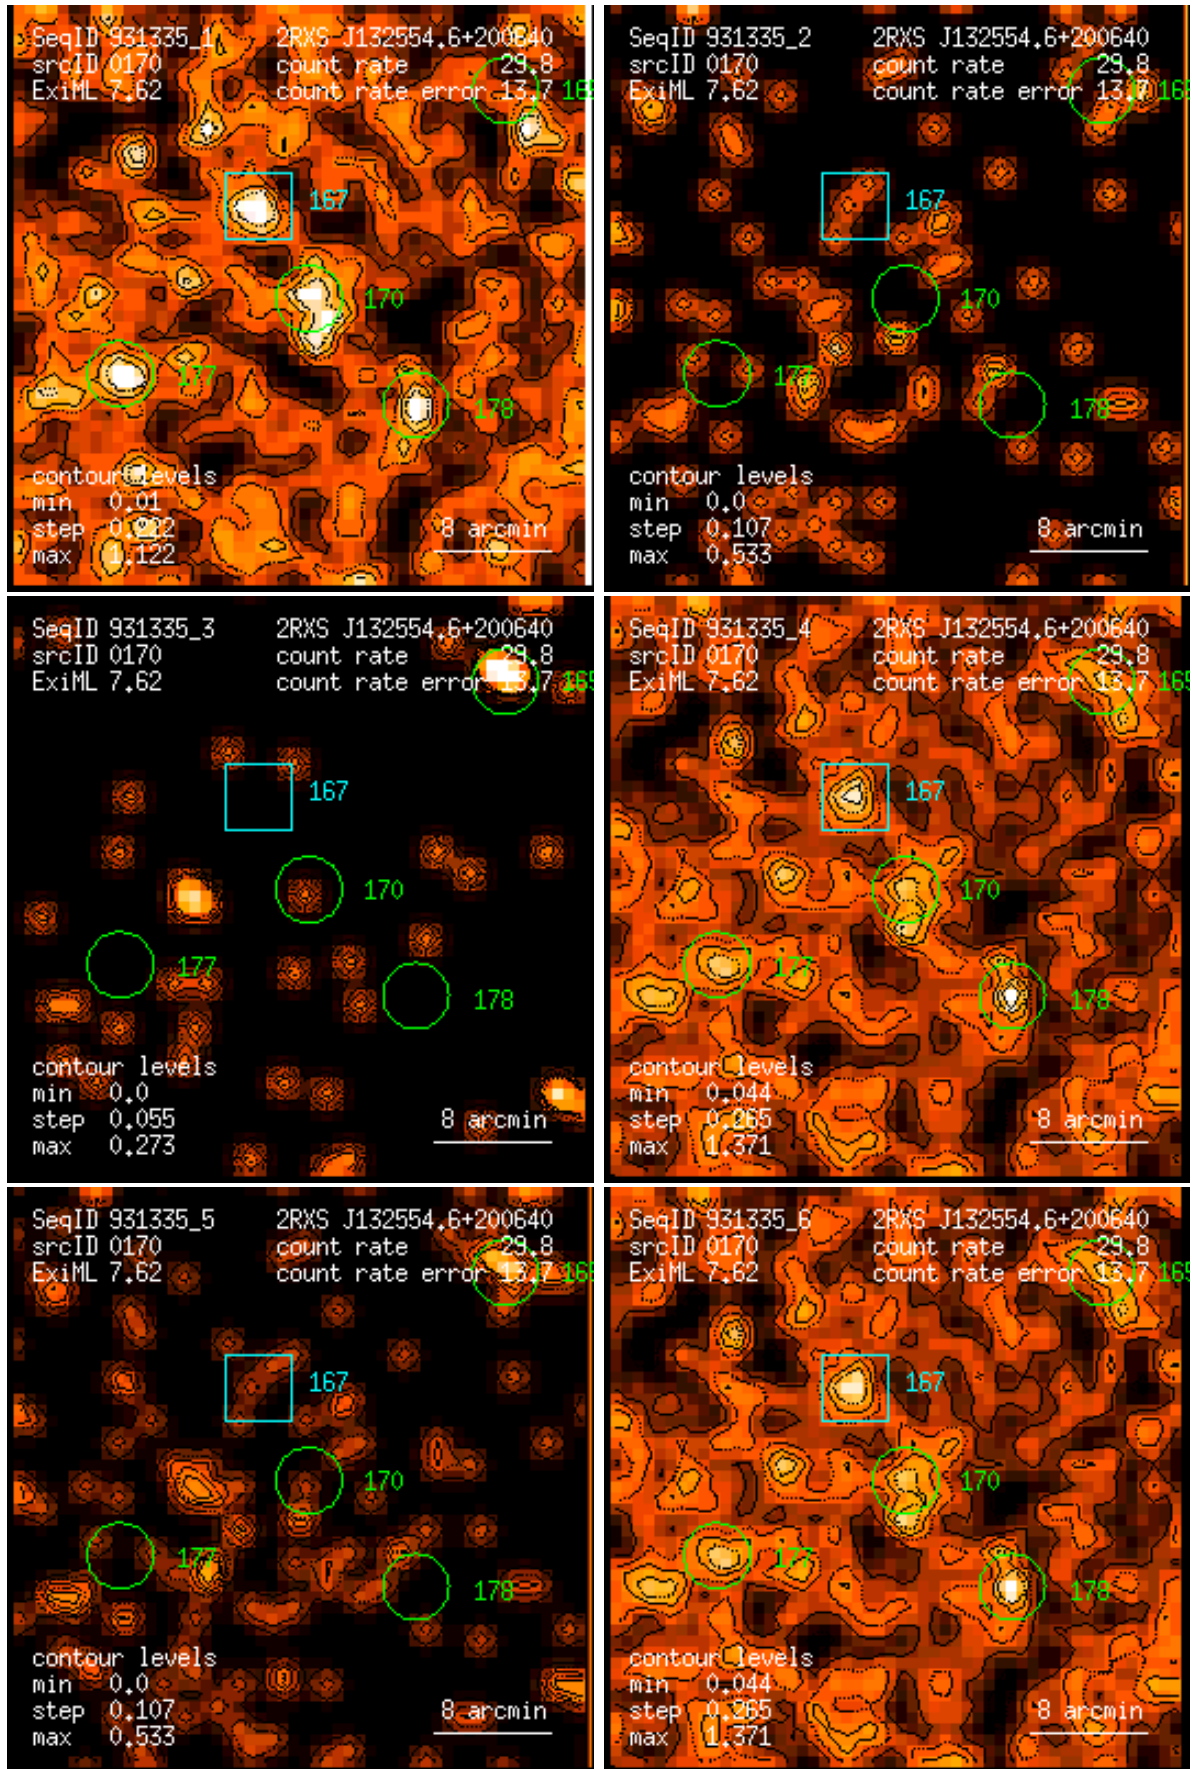 SeqID 931335_1 2RXS J132554.6+200640
srcID 0170 count rate 29.8
ExiML 7.62 count rate error 13.7 165
167
170
177
178
contour levels
min 0.01
step 0.222 8 arcmin
max 1.122
SeqID 931335_2 2RXS J132554.6+200640
srcID 0170 count rate 29.8
ExiML 7.62 count rate error 13.7 165
167
170
177
178
contour levels
min 0.0
step 0.107 8 arcmin
max 0.533
SeqID 931335_3 2RXS J132554.6+200640
srcID 0170 count rate 29.8
ExiML 7.62 count rate error 13.7 165
167
170
177
178
contour levels
min 0.0
step 0.055 8 arcmin
max 0.273
SeqID 931335_4 2RXS J132554.6+200640
srcID 0170 count rate 29.8
ExiML 7.62 count rate error 13.7 165
167
170
177
178
contour levels
min 0.044
step 0.265 8 arcmin
max 1.371
SeqID 931335_5 2RXS J132554.6+200640
srcID 0170 count rate 29.8
ExiML 7.62 count rate error 13.7 165
167
170
177
178
contour levels
min 0.0
step 0.107 8 arcmin
max 0.533
SeqID 931335_6 2RXS J132554.6+200640
srcID 0170 count rate 29.8
ExiML 7.62 count rate error 13.7 165
167
170
177
178
contour levels
min 0.044
step 0.265 8 arcmin
max 1.371